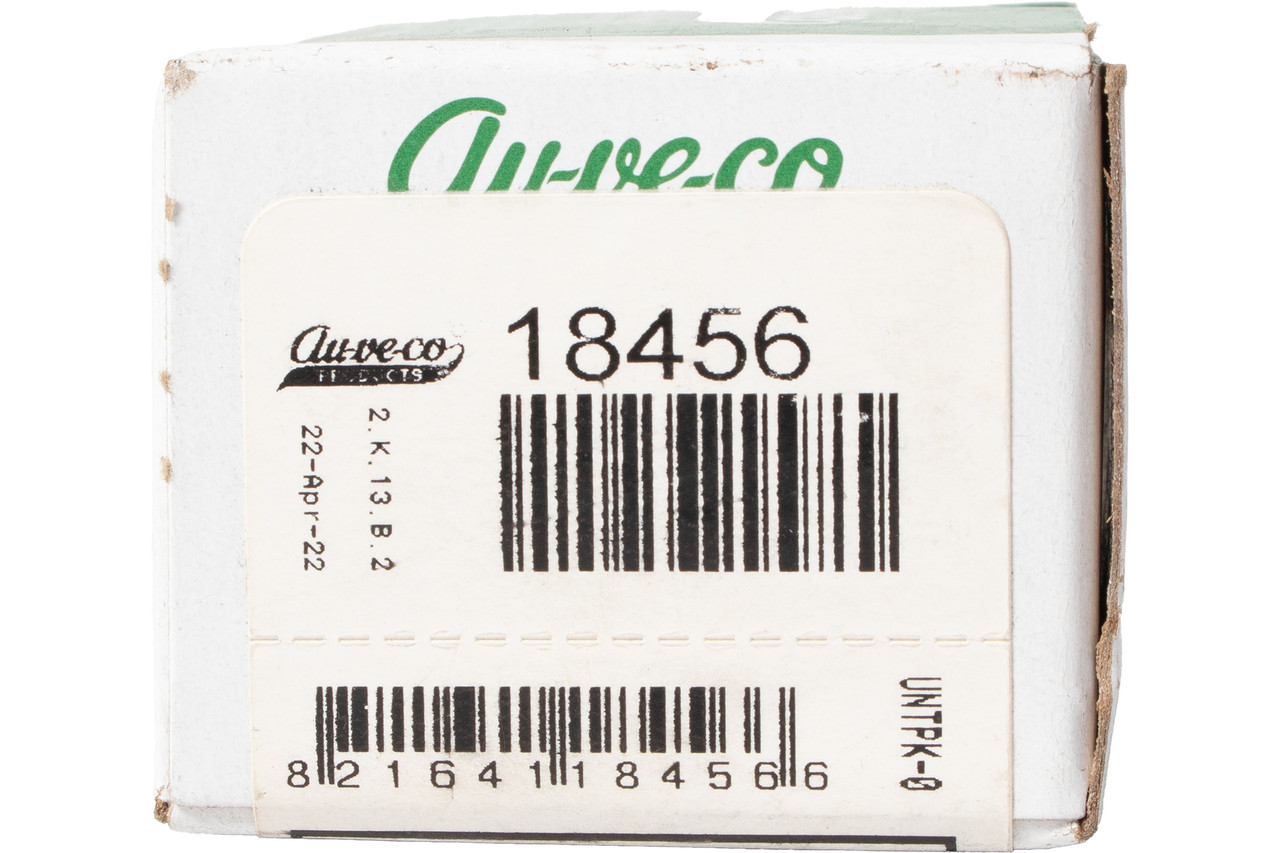 Au-ve-co
18456
Au-ve-co
PRODUCTS
2.K.13.B.2
22-Apr-22
UNTPK-0
8 21641 18456 6